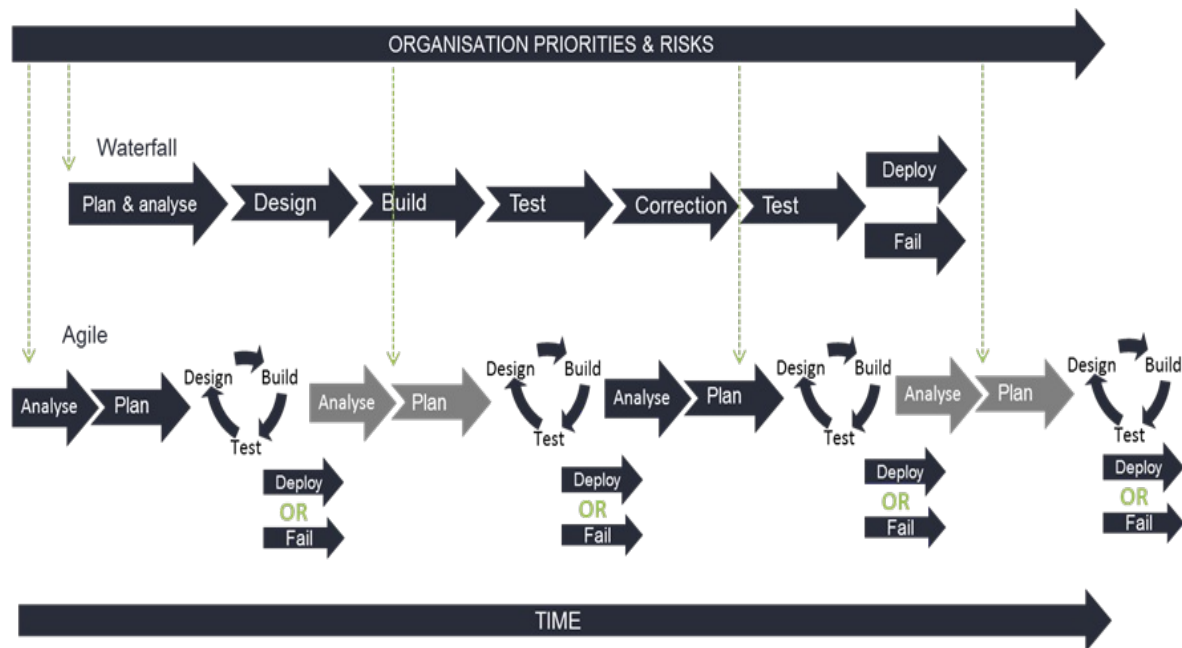 ORGANISATION PRIORITIES & RISKS
Waterfall
Plan & analyse
Design
Build
Test
Correction
Test
Deploy
Fail
Agile
Analyse
Plan
Design
Build
Test
Deploy
OR
Fail
Analyse
Plan
Design
Build
Test
Deploy
OR
Fail
Analyse
Plan
Design
Build
Test
Deploy
OR
Fail
Analyse
Plan
Design
Build
Test
Deploy
OR
Fail
TIME